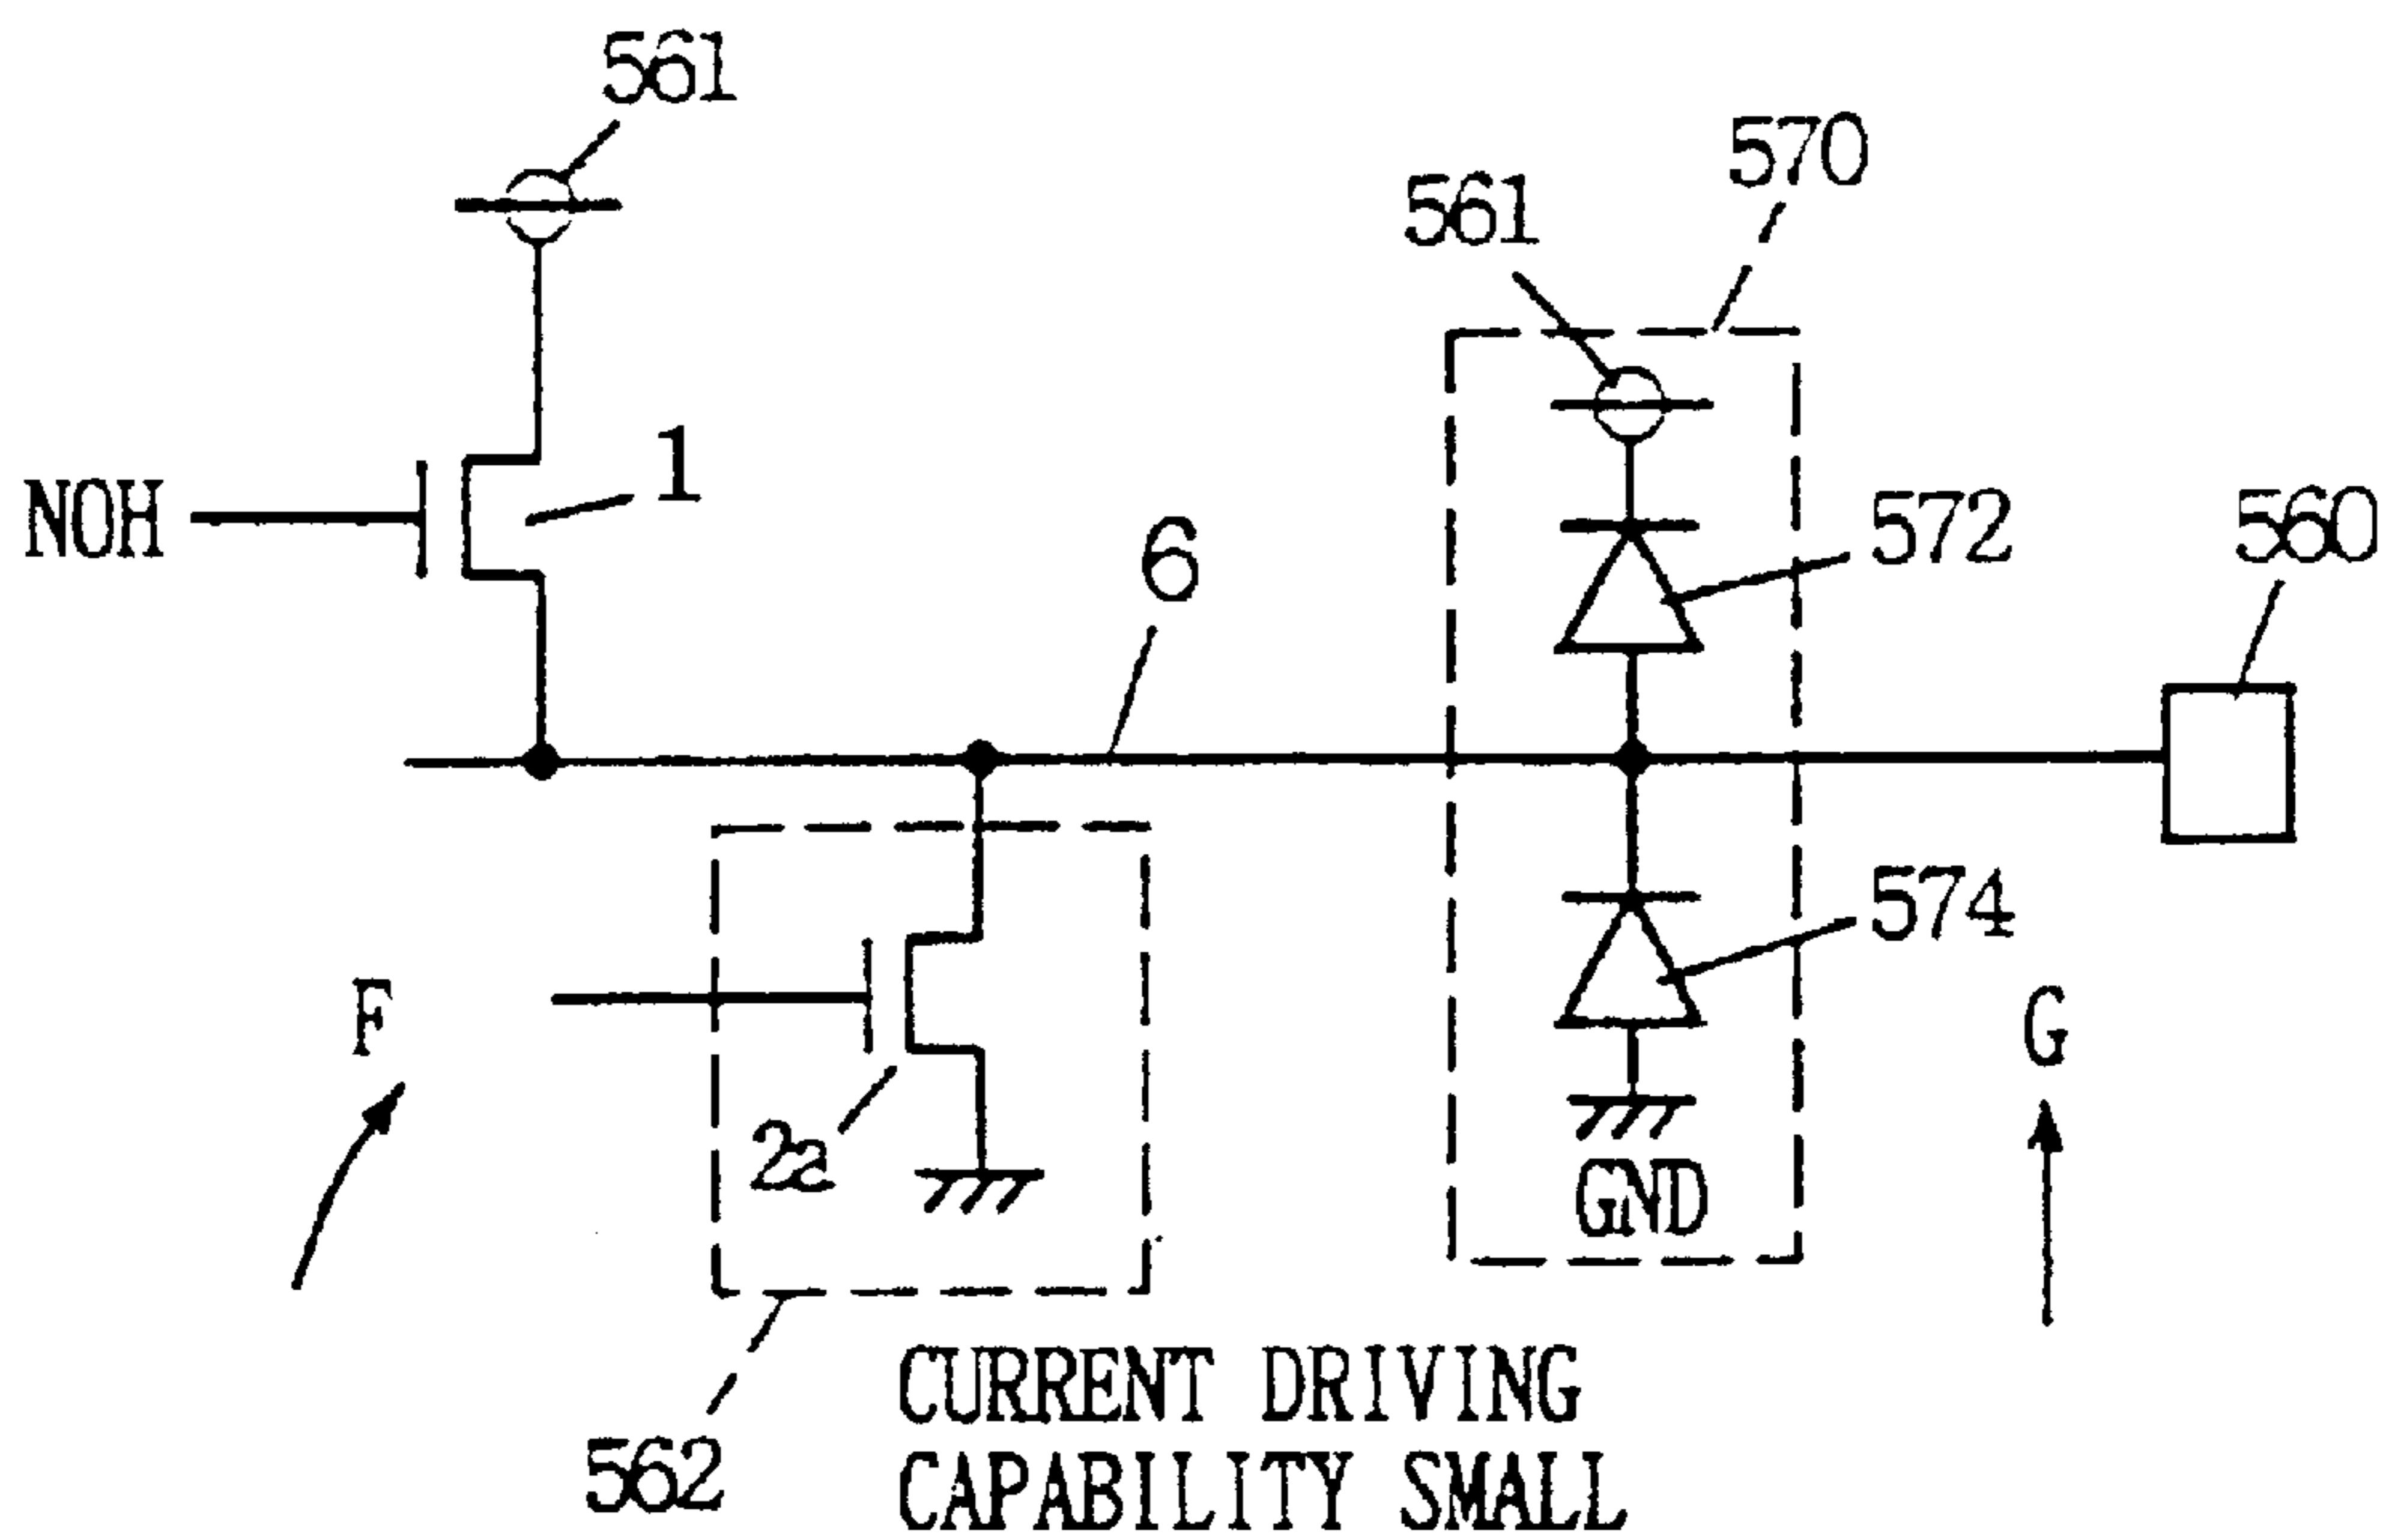 561
570
561
1
NOH
572
560
6
574
F
G
2a
GND
CURRENT DRIVING
CAPABILITY SMALL
562